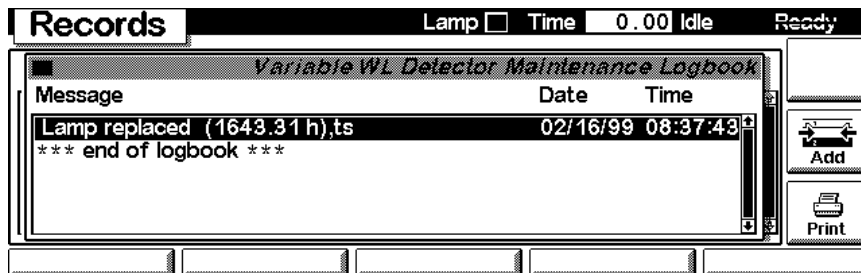 Records Lamp Time 0.00 Idle Ready
Variable WL Detector Maintenance Logbook
Message Date Time
Lamp replaced (1643.31 h),ts 02/16/99 08:37:43
*** end of logbook ***
Add
Print